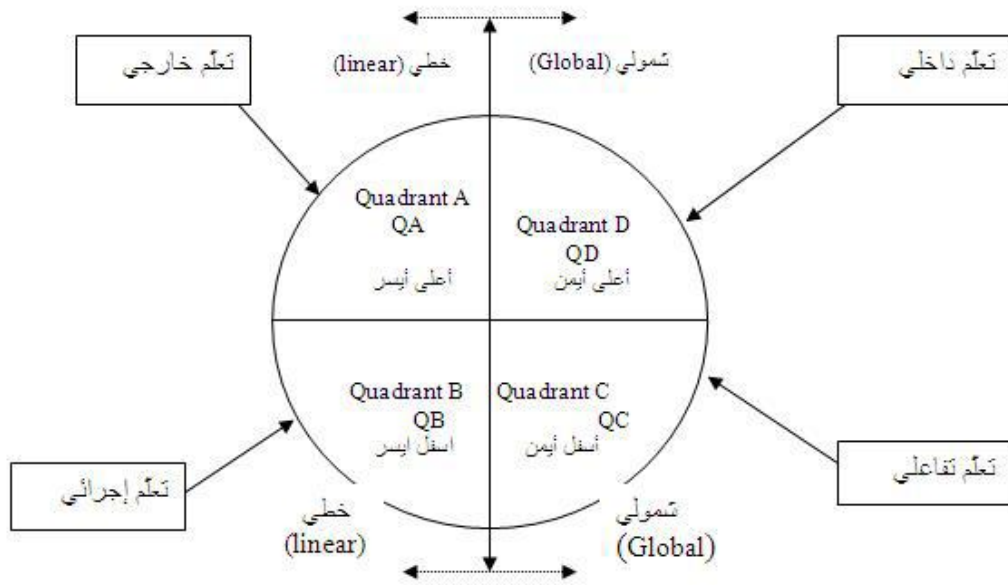 تعلّم خارجي
خطي (linear)
شمولي (Global)
تعلّم داخلي
Quadrant A
QA
أعلى أيسر
Quadrant D
QD
أعلى أيمن
Quadrant B
QB
اسفل ايسر
Quadrant C
QC
أسفل أيمن
تعلّم إجرائي
خطي
(linear)
شمولي
(Global)
تعلّم تفاعلي